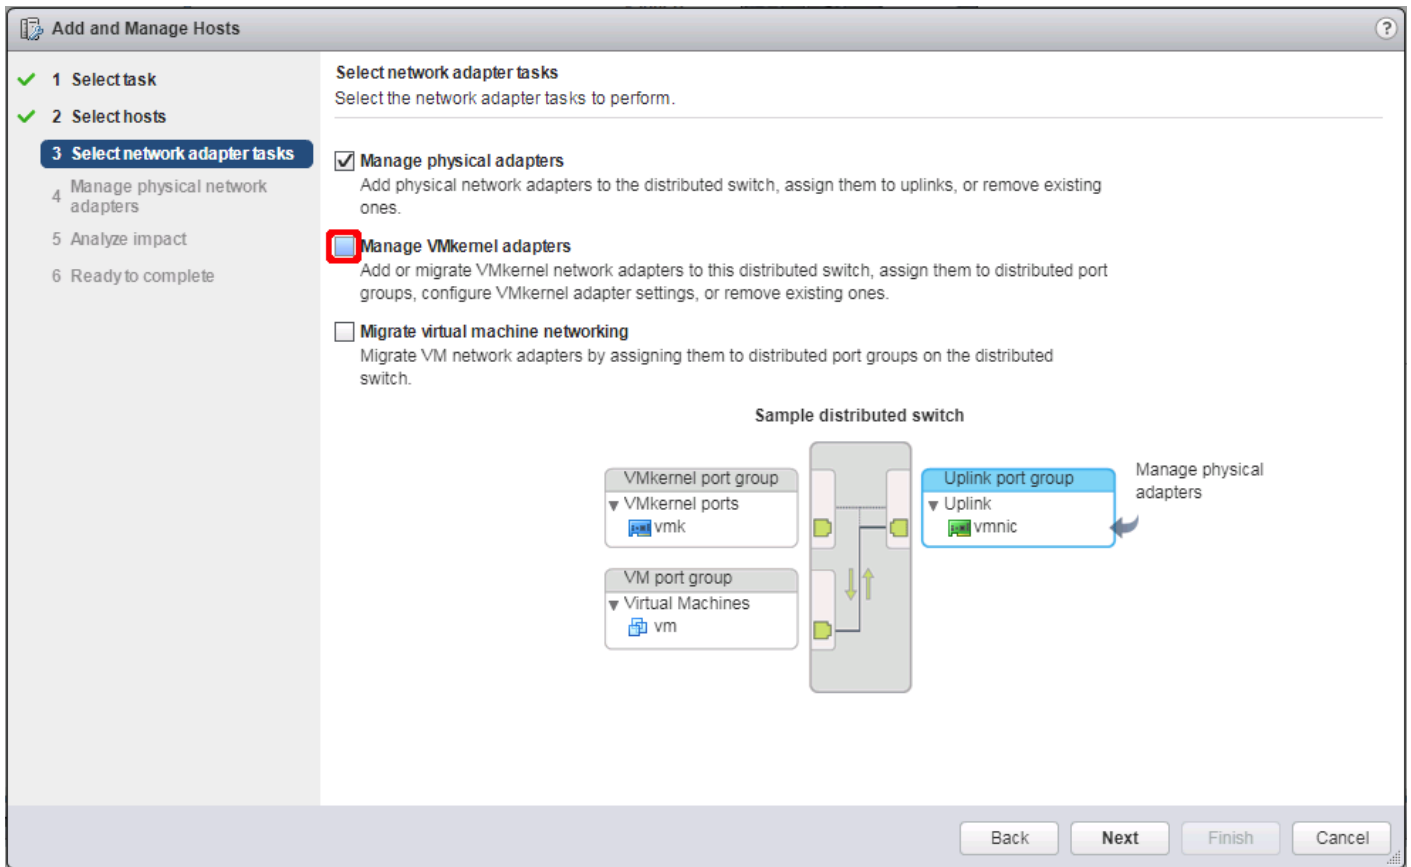 Add and Manage Hosts
?
1 Select task
2 Select hosts
3 Select network adapter tasks
4 Manage physical network
adapters
5 Analyze impact
6 Ready to complete
Select network adapter tasks
Select the network adapter tasks to perform.
Manage physical adapters
Add physical network adapters to the distributed switch, assign them to uplinks, or remove existing
ones.
Manage VMkernel adapters
Add or migrate VMkernel network adapters to this distributed switch, assign them to distributed port
groups, configure VMkernel adapter settings, or remove existing ones.
Migrate virtual machine networking
Migrate VM network adapters by assigning them to distributed port groups on the distributed
switch.
Sample distributed switch
VMkernel port group
VMkernel ports
vmk
VM port group
Virtual Machines
vm
Uplink port group
Uplink
vmnic
Manage physical
adapters
Back
Next
Finish
Cancel